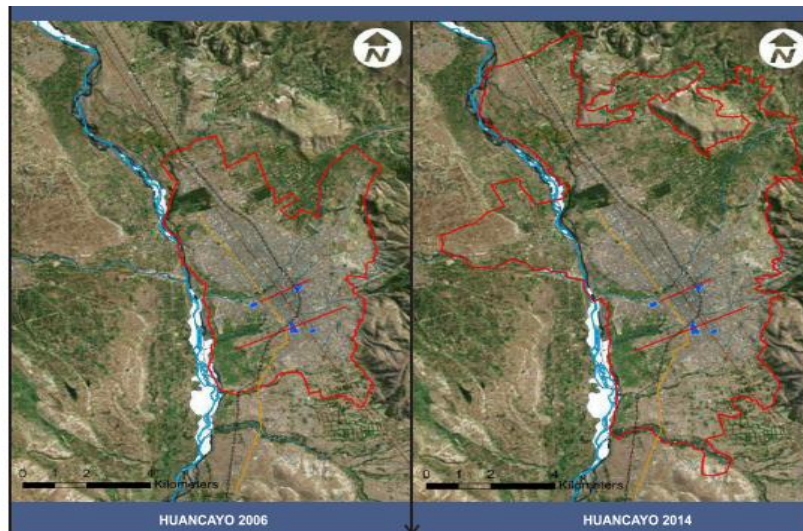 N
N
0 1 2 4
Kilometers
0 1 2 4
Kilometers
HUANCAYO 2006
HUANCAYO 2014